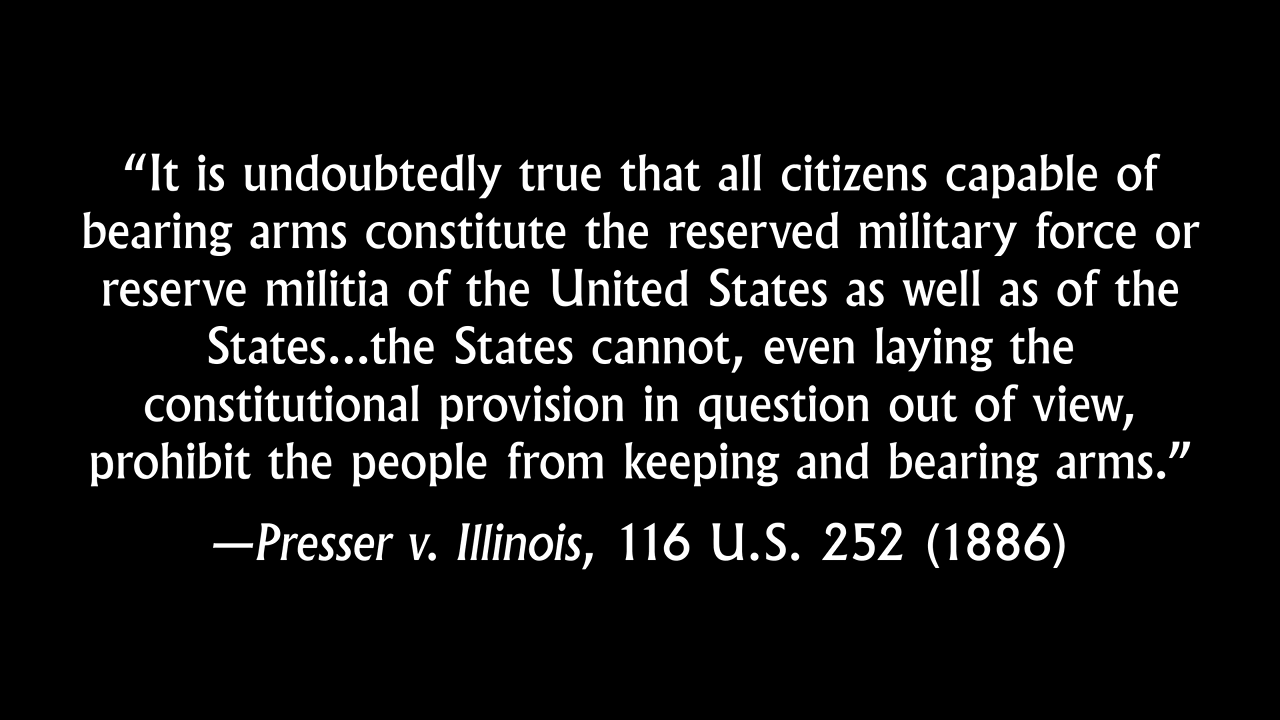 “It is undoubtedly true that all citizens capable of
bearing arms constitute the reserved military force or
reserve militia of the United States as well as of the
States...the States cannot, even laying the
constitutional provision in question out of view,
prohibit the people from keeping and bearing arms.”
—Presser v. Illinois, 116 U.S. 252 (1886)